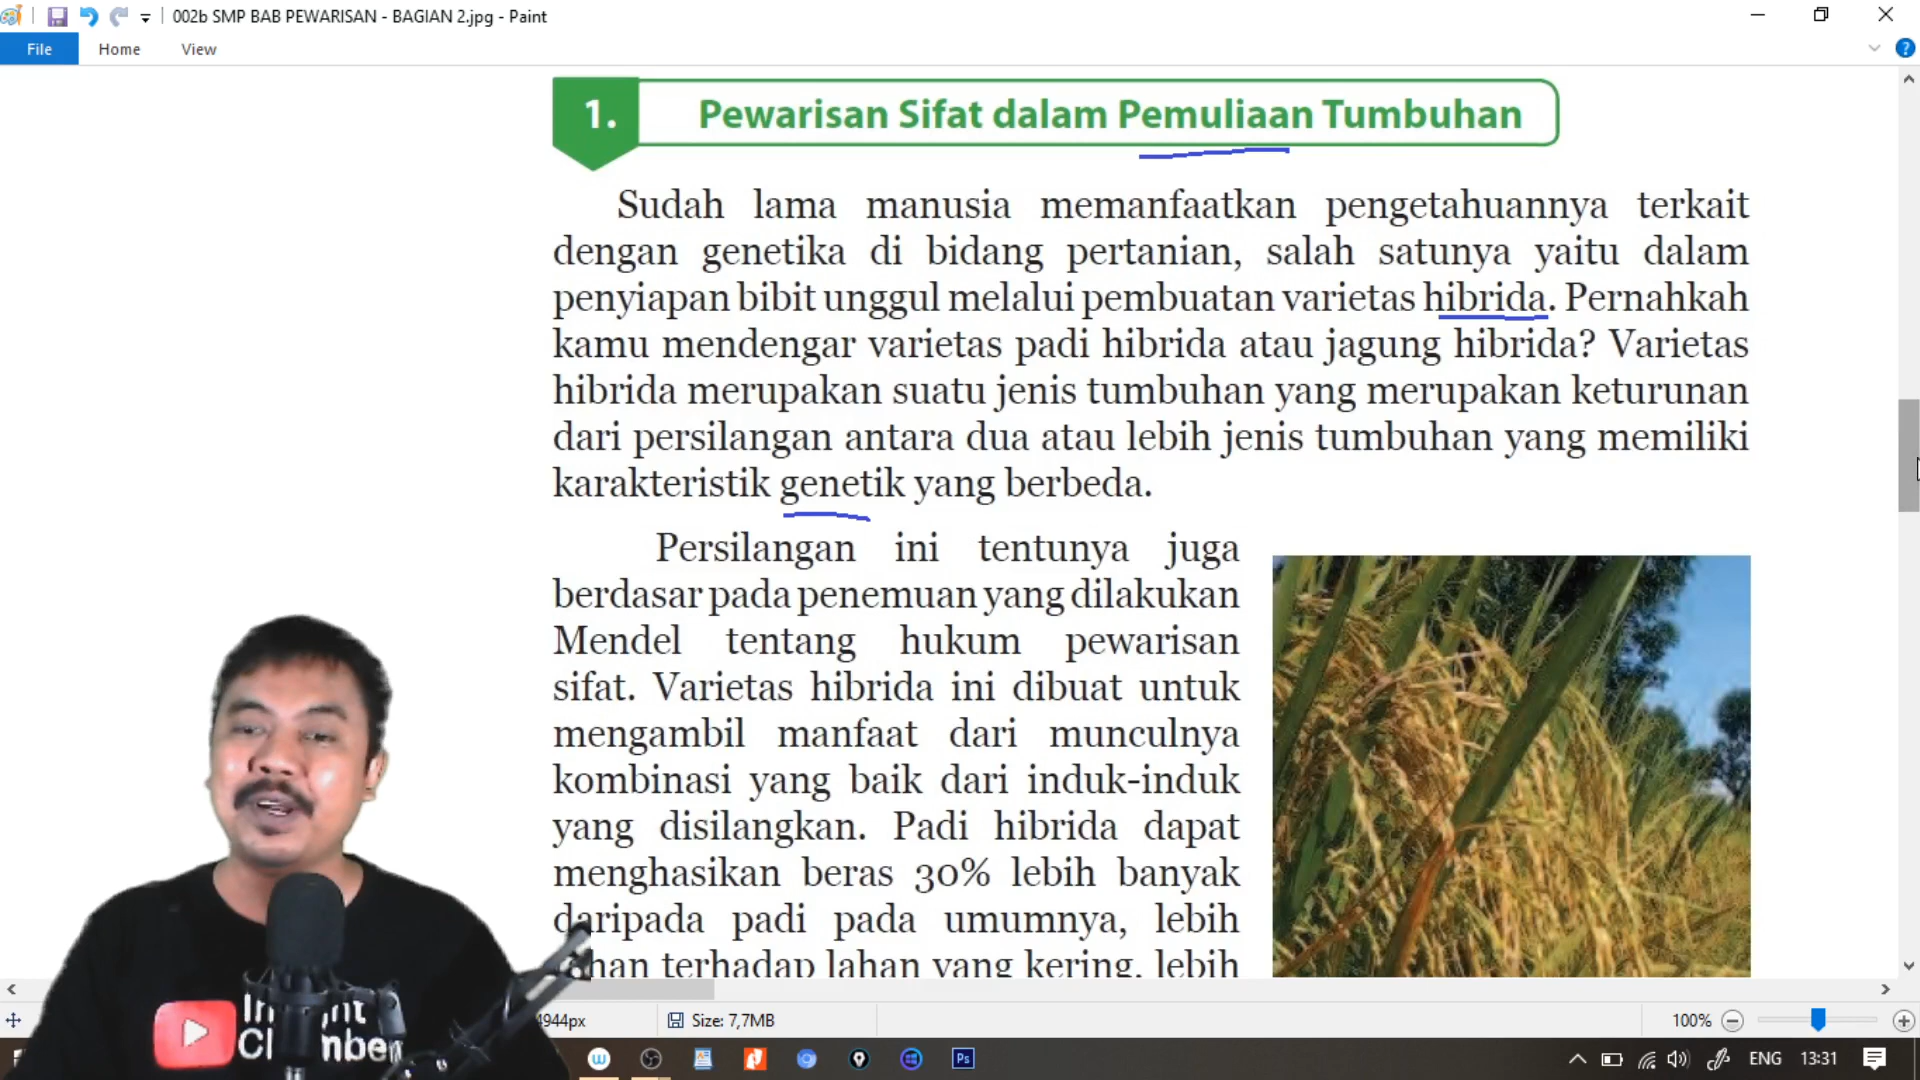 002b SMP BAB PEWARISAN - BAGIAN 2.jpg - Paint
File Home View
1. Pewarisan Sifat dalam Pemuliaan Tumbuhan
Sudah lama manusia memanfaatkan pengetahuannya terkait
dengan genetika di bidang pertanian, salah satunya yaitu dalam
penyiapan bibit unggul melalui pembuatan varietas hibrida. Pernahkah
kamu mendengar varietas padi hibrida atau jagung hibrida? Varietas
hibrida merupakan suatu jenis tumbuhan yang merupakan keturunan
dari persilangan antara dua atau lebih jenis tumbuhan yang memiliki
karakteristik genetik yang berbeda.
Persilangan ini tentunya juga
berdasar pada penemuan yang dilakukan
Mendel tentang hukum pewarisan
sifat. Varietas hibrida ini dibuat untuk
mengambil manfaat dari munculnya
kombinasi yang baik dari induk-induk
yang disilangkan. Padi hibrida dapat
menghasikan beras 30% lebih banyak
daripada padi pada umumnya, lebih
terhadap lahan yang kering, lebih
4944px Size: 7,7MB 100%
Ps ENG 13:31